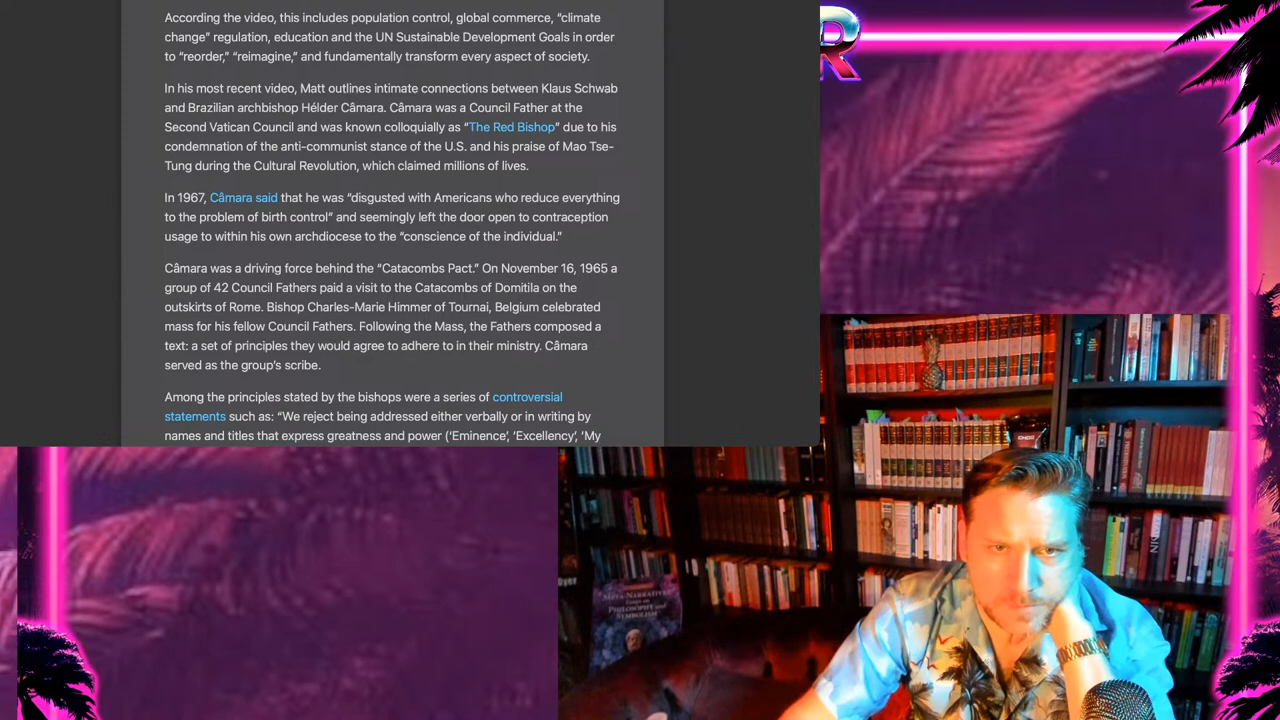 According the video, this includes population control, global commerce, “climate
change” regulation, education and the UN Sustainable Development Goals in order
to “reorder,” “reimagine,” and fundamentally transform every aspect of society.
In his most recent video, Matt outlines intimate connections between Klaus Schwab
and Brazilian archbishop Hélder Câmara. Câmara was a Council Father at the
Second Vatican Council and was known colloquially as “The Red Bishop” due to his
condemnation of the anti-communist stance of the U.S. and his praise of Mao Tse-
Tung during the Cultural Revolution, which claimed millions of lives.
In 1967, Câmara said that he was “disgusted with Americans who reduce everything
to the problem of birth control” and seemingly left the door open to contraception
usage to within his own archdiocese to the “conscience of the individual.”
Câmara was a driving force behind the “Catacombs Pact.” On November 16, 1965 a
group of 42 Council Fathers paid a visit to the Catacombs of Domitila on the
outskirts of Rome. Bishop Charles-Marie Himmer of Tournai, Belgium celebrated
mass for his fellow Council Fathers. Following the Mass, the Fathers composed a
text: a set of principles they would agree to adhere to in their ministry. Câmara
served as the group’s scribe.
Among the principles stated by the bishops were a series of controversial
statements such as: “We reject being addressed either verbally or in writing by
names and titles that express greatness and power (‘Eminence’, ‘Excellency’, ‘My
R
Dyer
META-NARRATIVES
Essays on
PHILOSOPHY and
SYMBOLISM